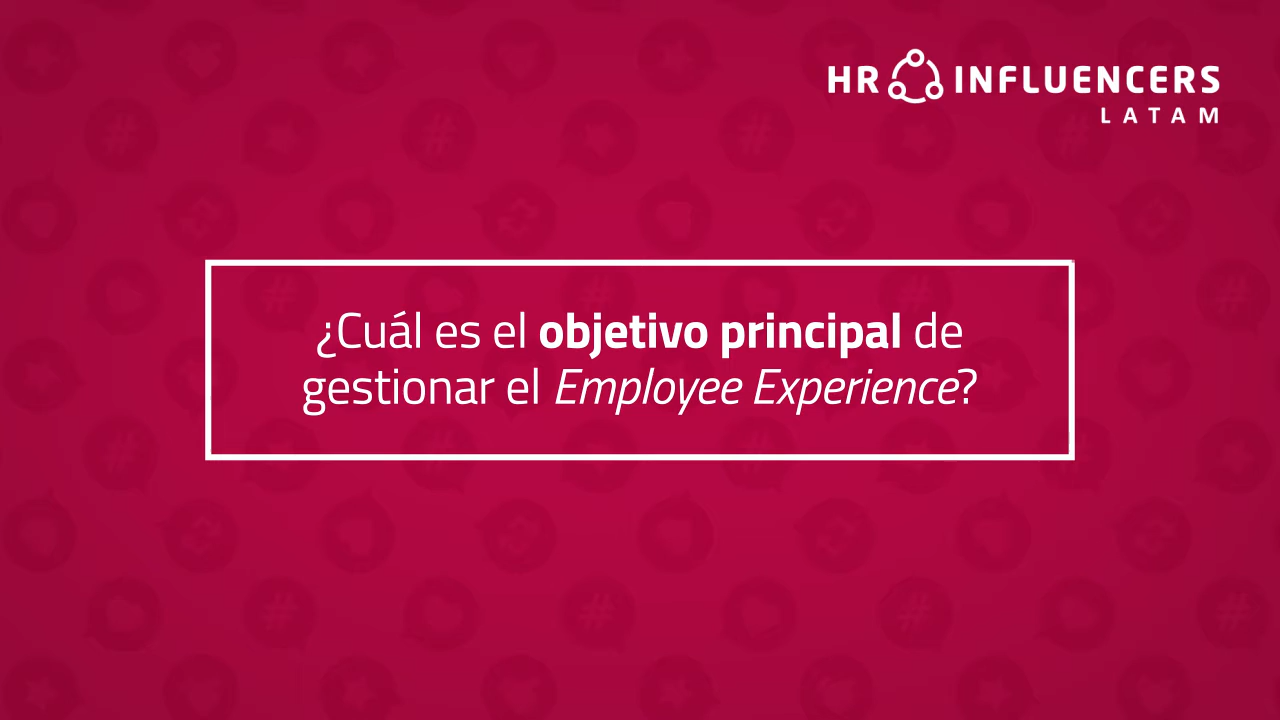 HR INFLUENCERS
LATAM
¿Cuál es el objetivo principal de
gestionar el Employee Experience?